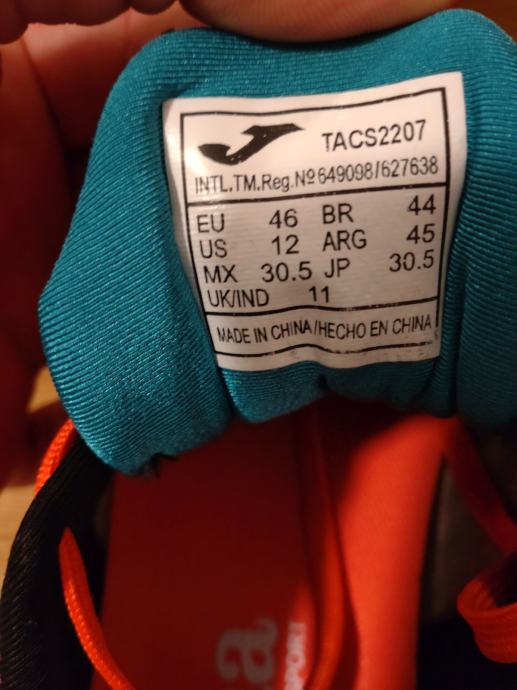 TACS2207
INTL.TM.Reg.Nº649098/627638
EU 46 BR 44
US 12 ARG 45
MX 30.5 JP 30.5
UK/IND 11
MADE IN CHINA/HECHO EN CHINA
a
PORT